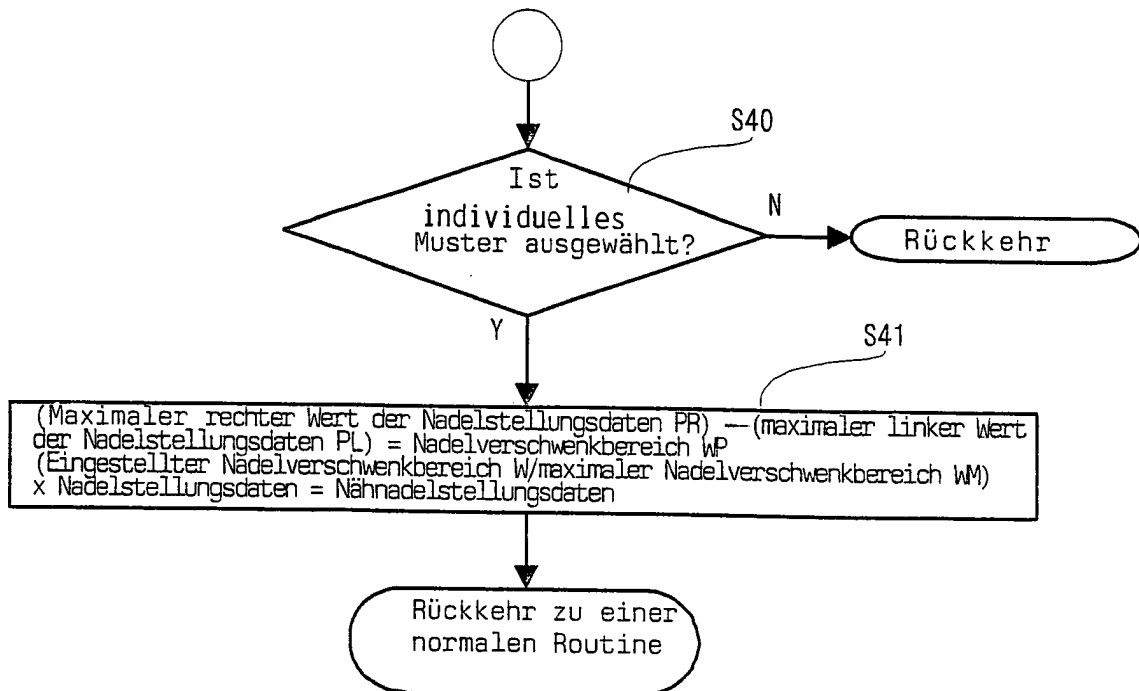 S40
Ist
individuelles
Muster ausgewählt?
N
Rückkehr
Y
S41
(Maximaler rechter Wert der Nadelstellungsdaten PR) — (maximaler linker Wert
der Nadelstellungsdaten PL) = Nadelverschwenkbereich WP
(Eingestellter Nadelverschwenkbereich W/maximaler Nadelverschwenkbereich WM)
x Nadelstellungsdaten = Nähnadelstellungsdaten
Rückkehr zu einer
normalen Routine